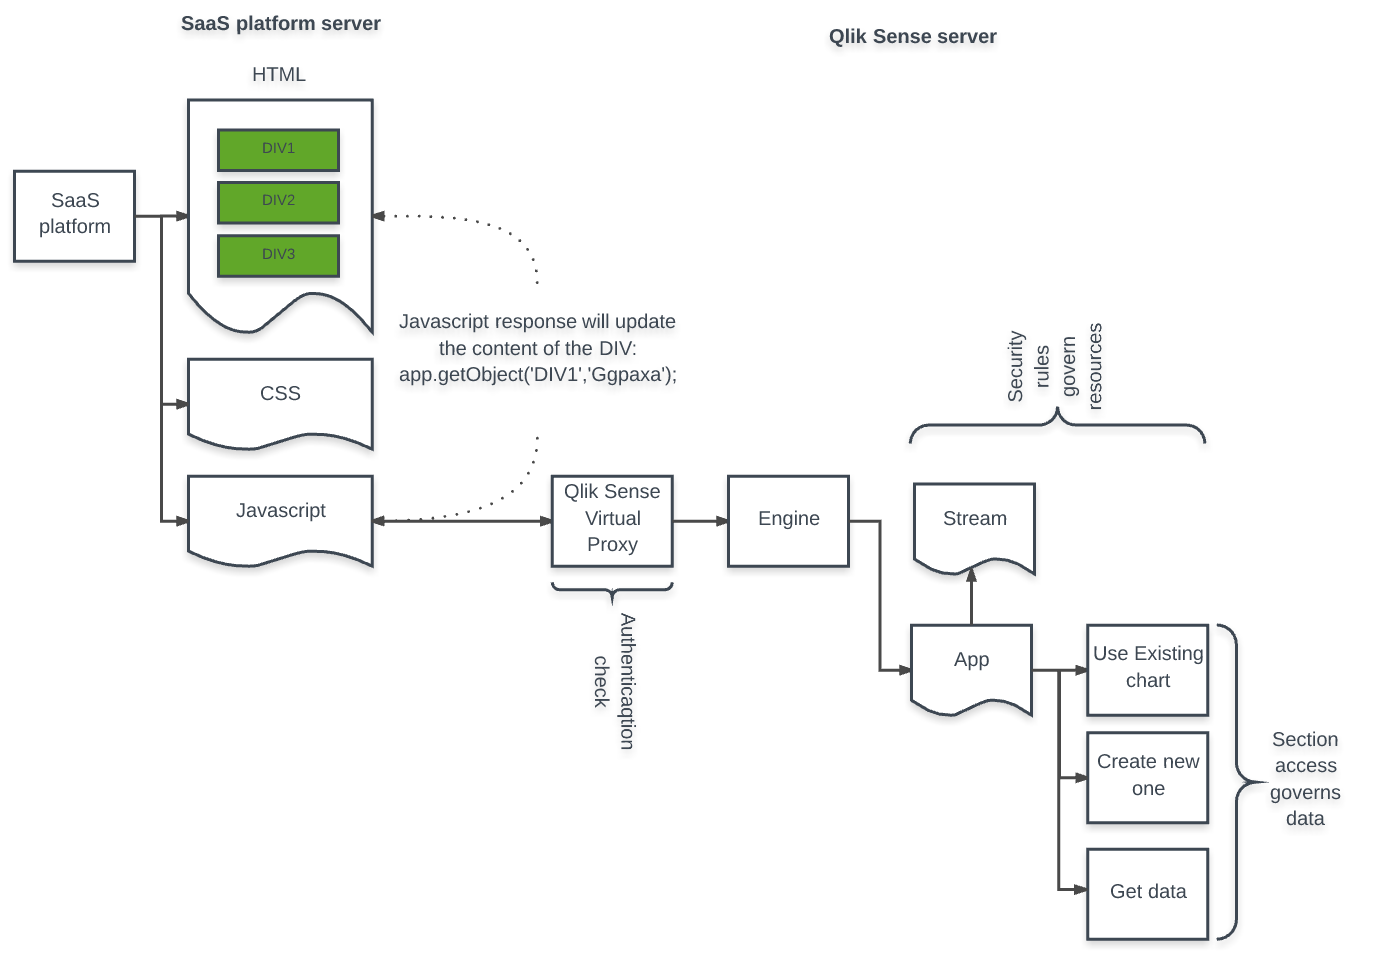 SaaS platform server
Qlik Sense server
HTML
DIV1
DIV2
DIV3
SaaS
platform
Javascript response will update
the content of the DIV:
app.getObject('DIV1','Ggpaxa');
CSS
Javascript
Qlik Sense
Virtual
Proxy
Engine
Authenticaqtion
check
Security
rules
govern
resources
Stream
App
Use Existing
chart
Create new
one
Get data
Section
access
governs
data